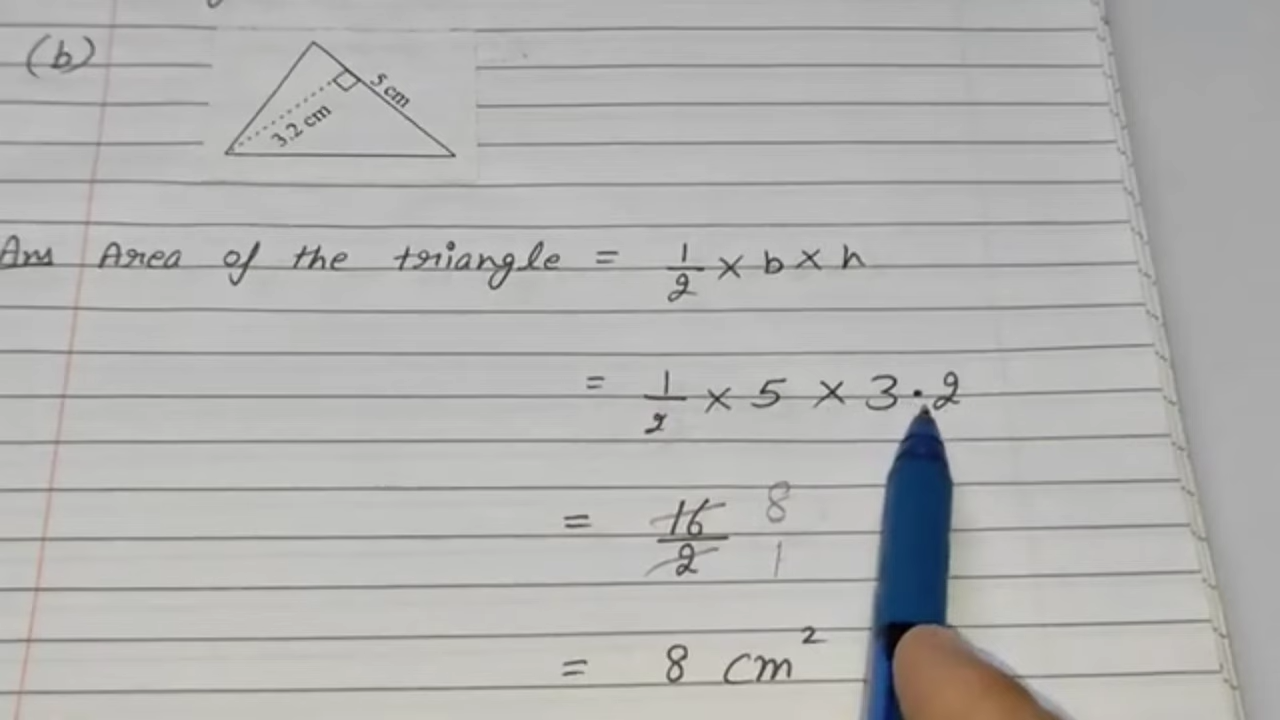 (b)
5 cm
3.2 cm
Ans Area of the triangle = 1/2 × b × h
= 1/2 × 5 × 3.2
= 16/2 8/1
= 8 cm²